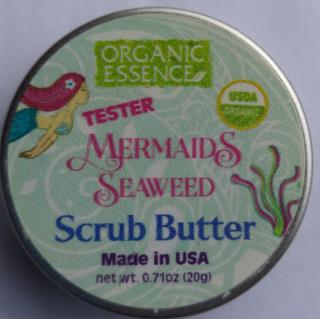 ORGANIC
ESSENCE
USDA
ORGANIC
TESTER
MERMAIDS
SEAWEED
Scrub Butter
Made in USA
net wt. 0.71oz (20g)